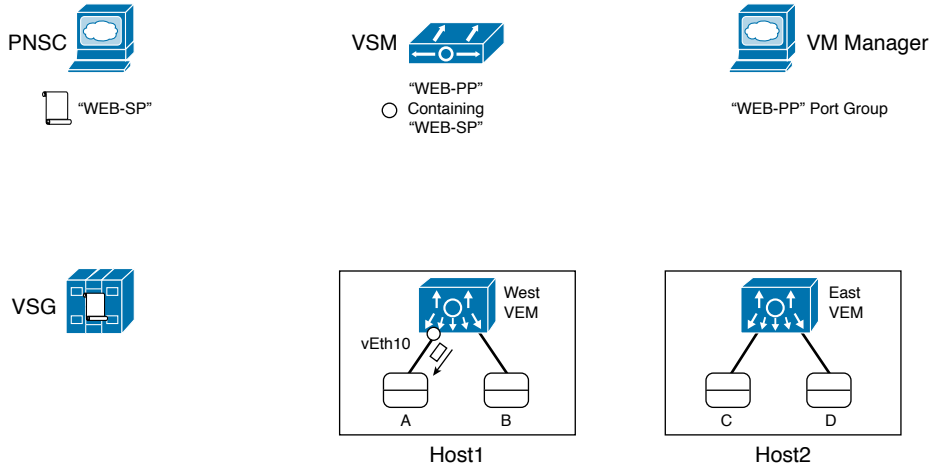 PNSC
VSM
VM Manager
“WEB-SP”
“WEB-PP”
Containing
“WEB-SP”
“WEB-PP” Port Group
VSG
West
VEM
vEth10
A
B
Host1
East
VEM
C
D
Host2